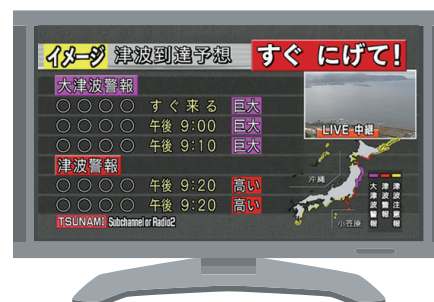 イメージ 津波到達予想 すぐ にげて!
大津波警報
○○○○ すぐ来る 巨大
○○○○ 午後 9:00 巨大
○○○○ 午後 9:10 巨大
津波警報
○○○○ 午後 9:20 高い
○○○○ 午後 9:20 高い
TSUNAMI Subchannel or Radio2
LIVE 中継
沖縄
小笠原
大津波警報
津波警報
津波注意報